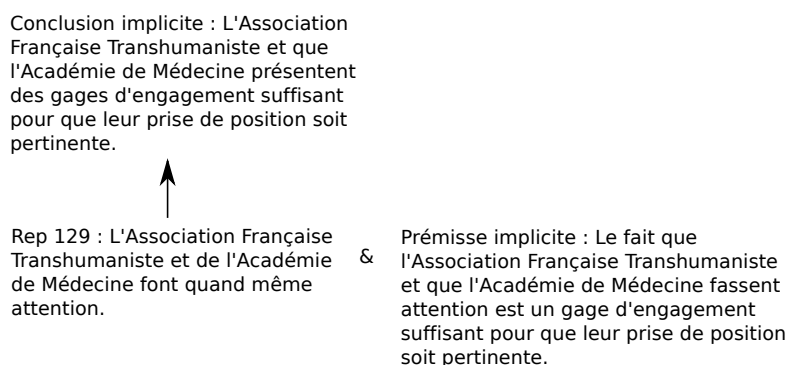 Conclusion implicite : L'Association
Française Transhumaniste et que
l'Académie de Médecine présentent
des gages d'engagement suffisant
pour que leur prise de position soit
pertinente.
Rep 129 : L'Association Française
Transhumaniste et de l'Académie
de Médecine font quand même
attention.
&
Prémisse implicite : Le fait que
l'Association Française Transhumaniste
et que l'Académie de Médecine fassent
attention est un gage d'engagement
suffisant pour que leur prise de position
soit pertinente.